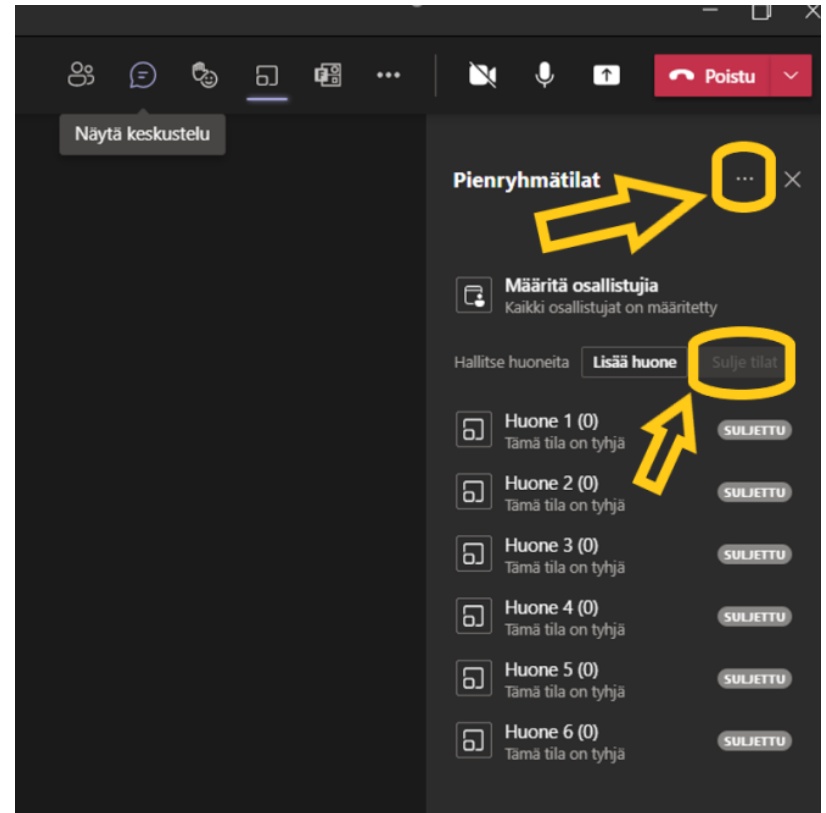 Poistu
Näytä keskustelu
Pienryhmätilat
Määritä osallistujia
Kaikki osallistujat on määritetty
Hallitse huoneita Lisää huone Sulje tilat
Huone 1 (0)
SULJETTU
Tämä tila on tyhjä
Huone 2 (0)
SULJETTU
Tämä tila on tyhjä
Huone 3 (0)
SULJETTU
Tämä tila on tyhjä
Huone 4 (0)
SULJETTU
Tämä tila on tyhjä
Huone 5 (0)
SULJETTU
Tämä tila on tyhjä
Huone 6 (0)
SULJETTU
Tämä tila on tyhjä